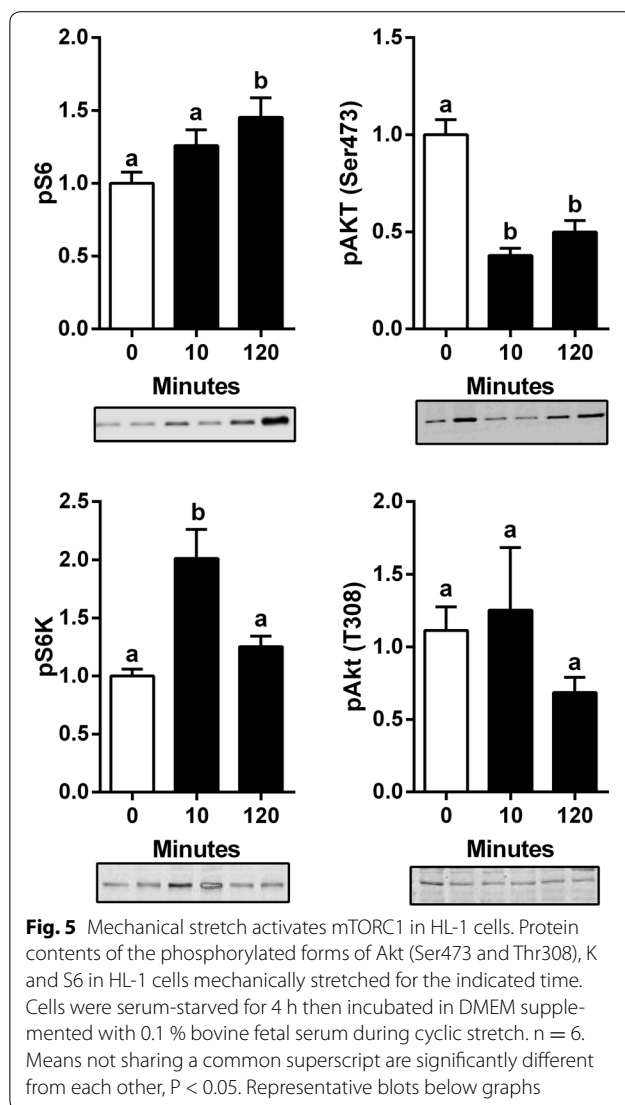 pS6
2.0
1.5
1.0
0.5
0.0
a
a
b
0 10 120
Minutes
pAKT (Ser473)
1.5
1.0
0.5
0.0
a
b
b
0 10 120
Minutes
pS6K
2.5
2.0
1.5
1.0
0.5
0.0
a
b
a
0 10 120
Minutes
pAkt (T308)
2.0
1.5
1.0
0.5
0.0
a
a
a
0 10 120
Minutes
Fig. 5 Mechanical stretch activates mTORC1 in HL-1 cells. Protein
contents of the phosphorylated forms of Akt (Ser473 and Thr308), K
and S6 in HL-1 cells mechanically stretched for the indicated time.
Cells were serum-starved for 4 h then incubated in DMEM supple-
mented with 0.1 % bovine fetal serum during cyclic stretch. n = 6.
Means not sharing a common superscript are significantly different
from each other, P < 0.05. Representative blots below graphs